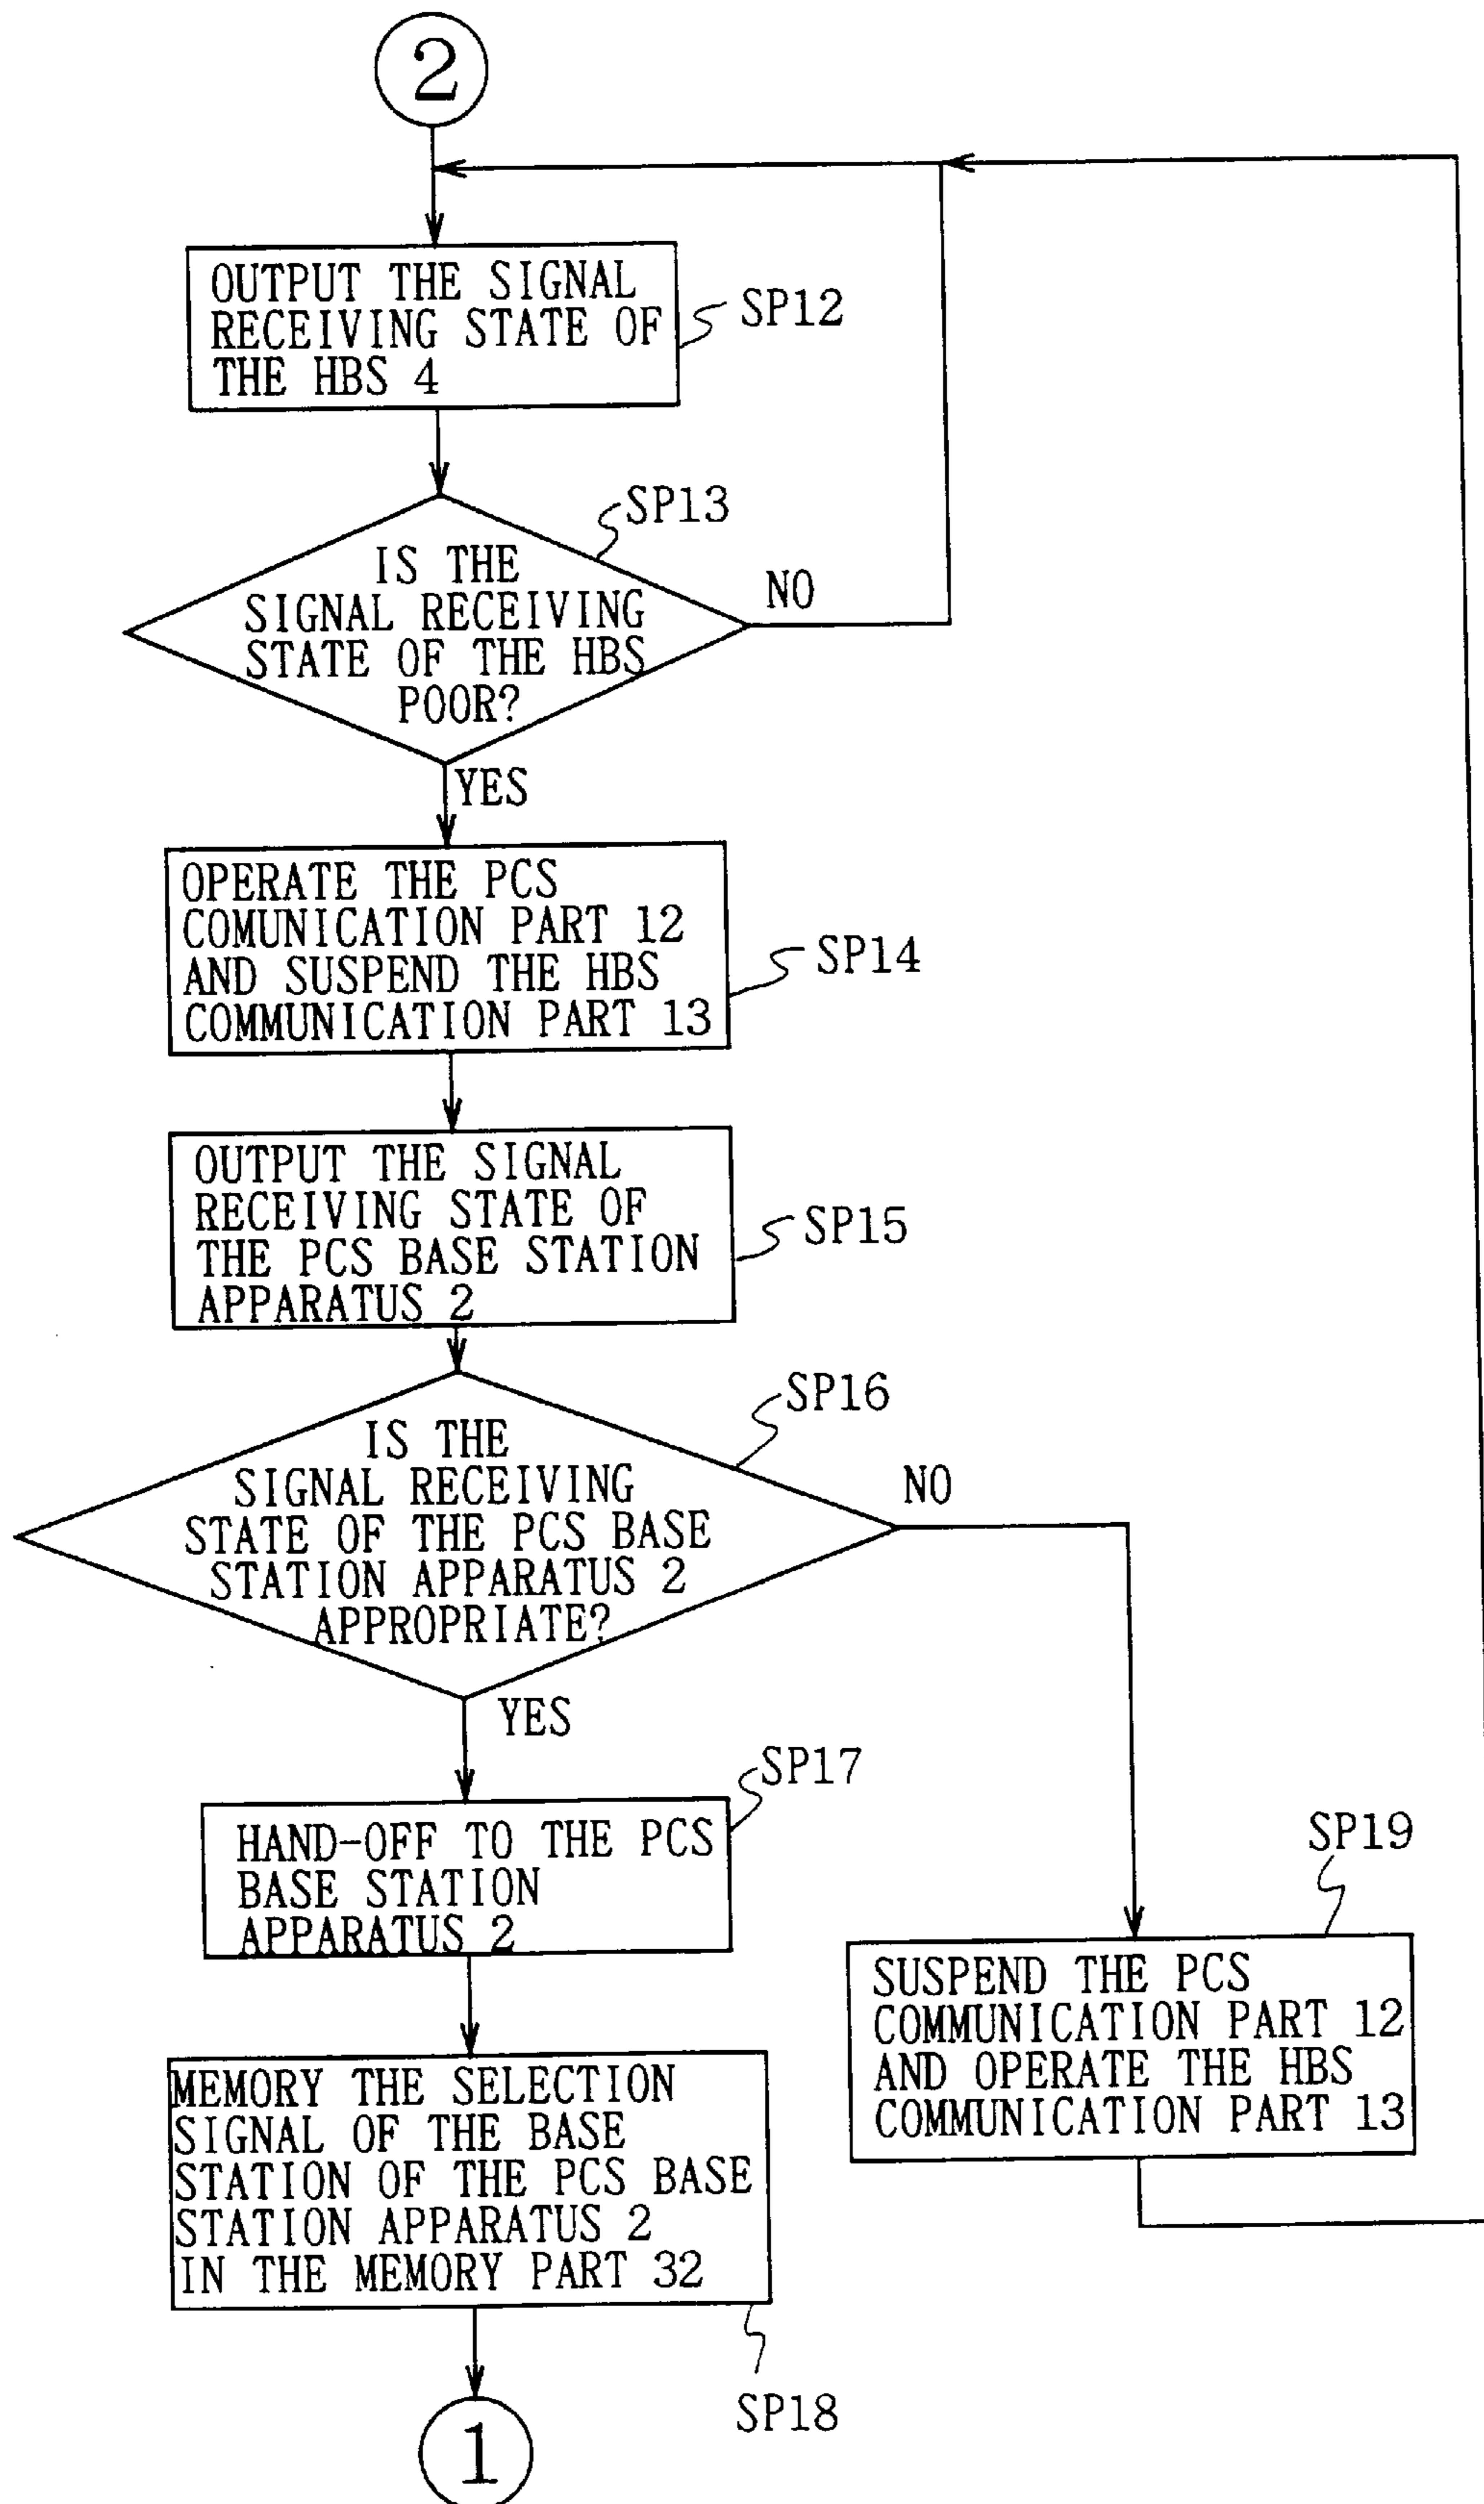 2
OUTPUT THE SIGNAL
RECEIVING STATE OF
THE HBS 4
SP12
SP13
IS THE
SIGNAL RECEIVING
STATE OF THE HBS
POOR?
NO
YES
OPERATE THE PCS
COMUNICATION PART 12
AND SUSPEND THE HBS
COMMUNICATION PART 13
SP14
OUTPUT THE SIGNAL
RECEIVING STATE OF
THE PCS BASE STATION
APPARATUS 2
SP15
SP16
IS THE
SIGNAL RECEIVING
STATE OF THE PCS BASE
STATION APPARATUS 2
APPROPRIATE?
NO
YES
SP17
HAND-OFF TO THE PCS
BASE STATION
APPARATUS 2
SP19
SUSPEND THE PCS
COMMUNICATION PART 12
AND OPERATE THE HBS
COMMUNICATION PART 13
MEMORY THE SELECTION
SIGNAL OF THE BASE
STATION OF THE PCS BASE
STATION APPARATUS 2
IN THE MEMORY PART 32
SP18
1